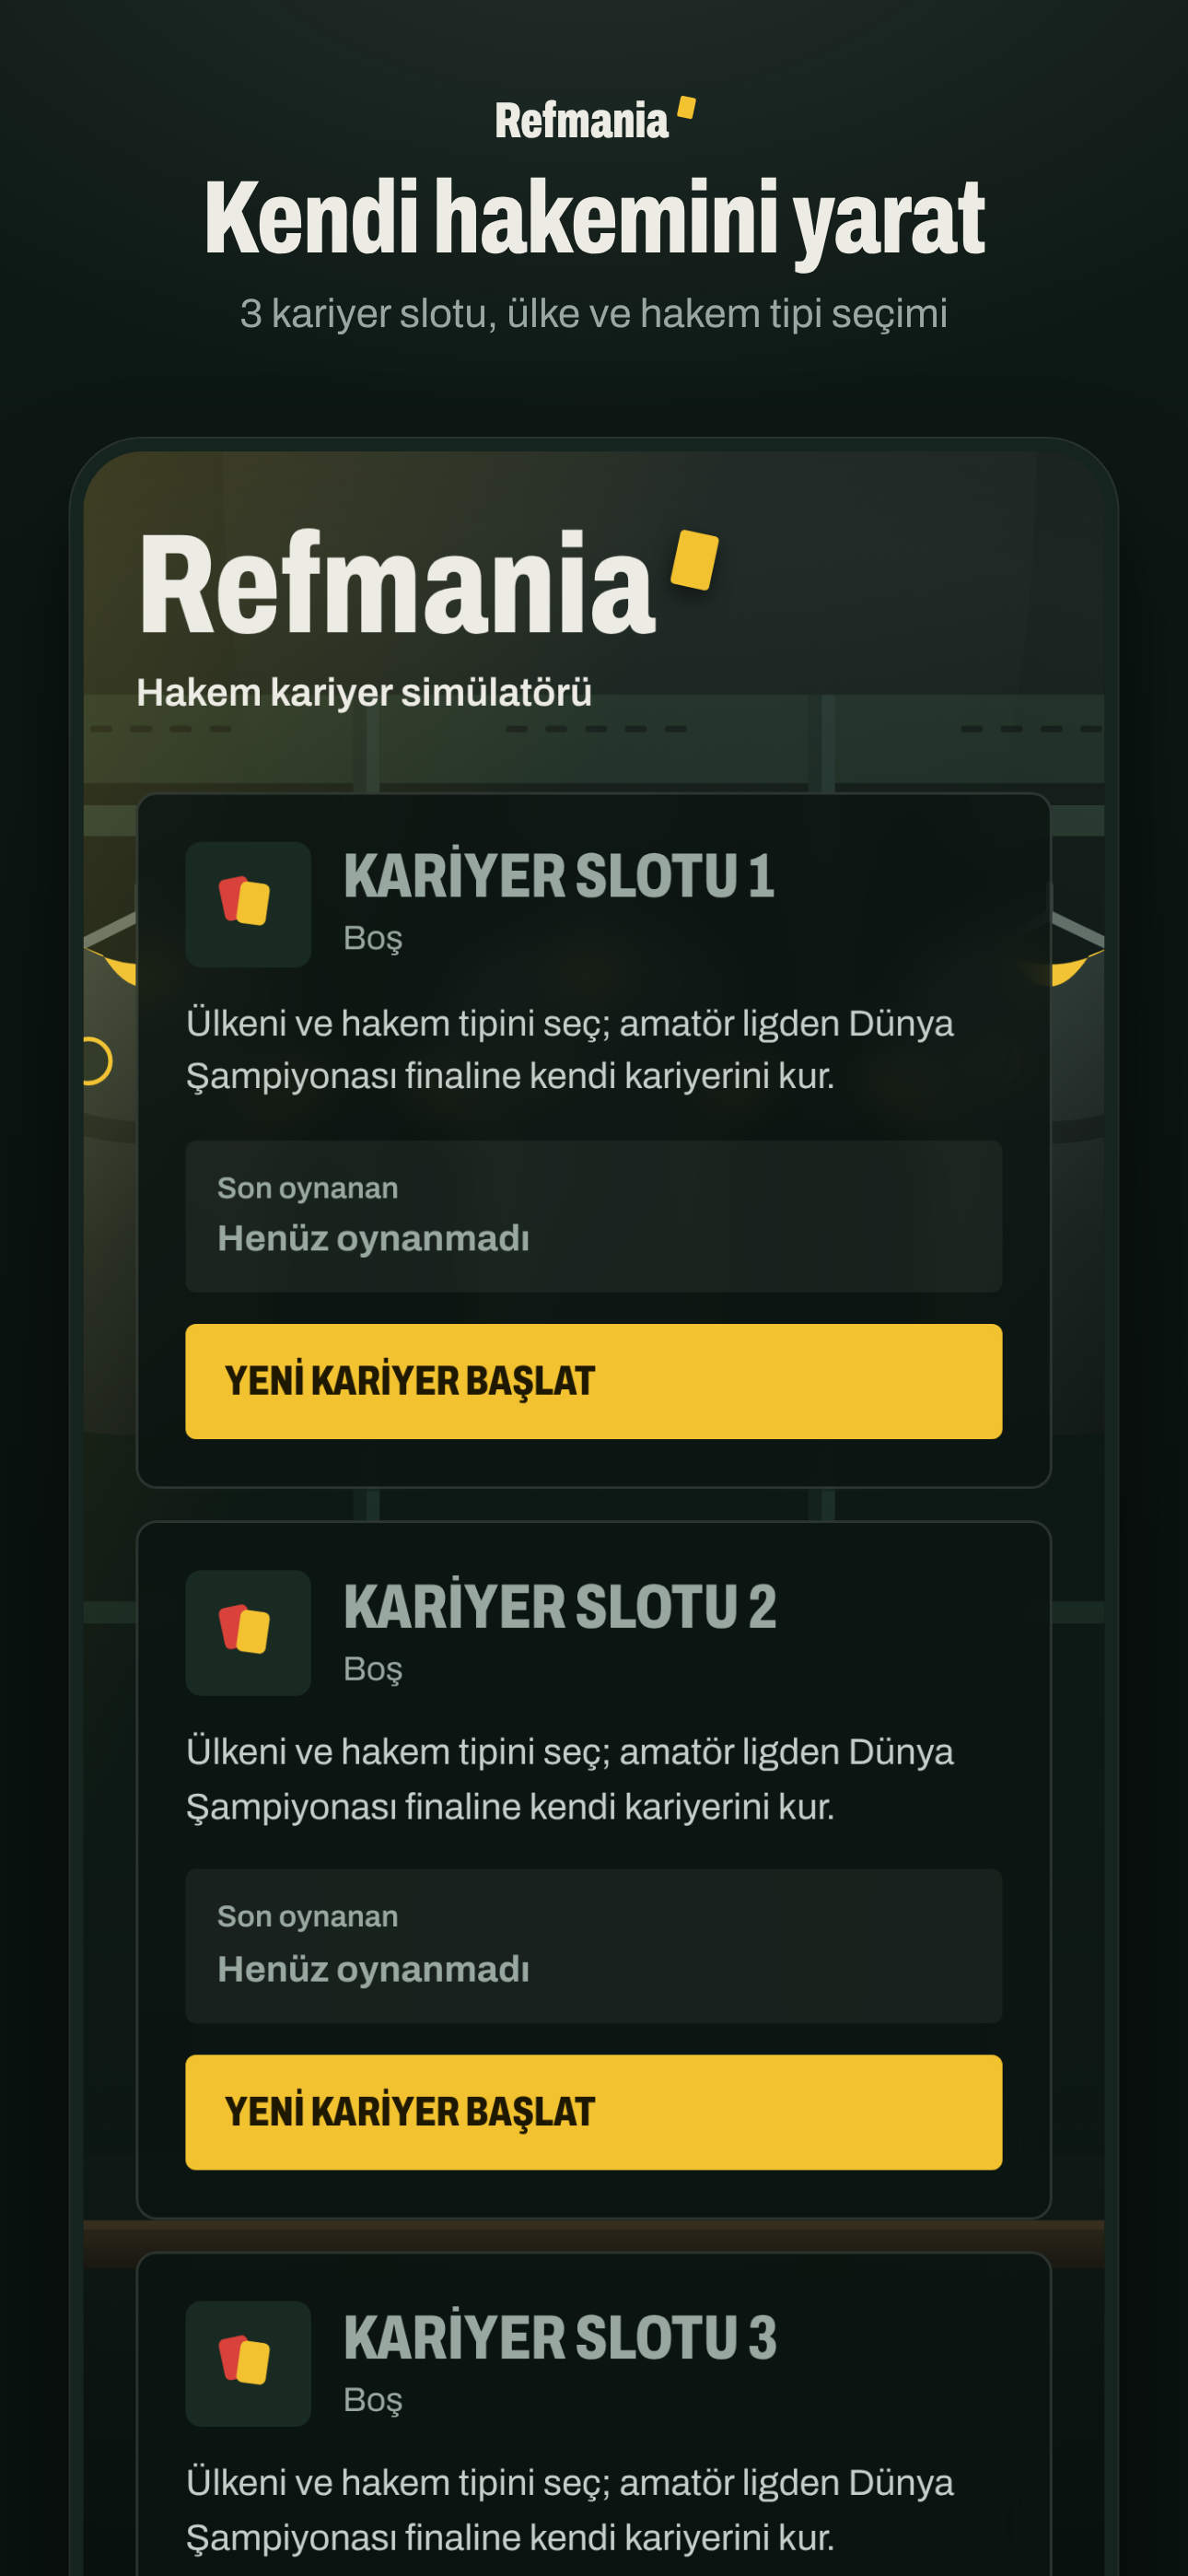 Refmania
Kendi hakemini yarat
3 kariyer slotu, ülke ve hakem tipi seçimi
Refmania
Hakem kariyer simülatörü
KARİYER SLOTU 1
Boş
Ülkeni ve hakem tipini seç; amatör ligden Dünya
Şampiyonası finaline kendi kariyerini kur.
Son oynanan
Henüz oynanmadı
YENİ KARİYER BAŞLAT
KARİYER SLOTU 2
Boş
Ülkeni ve hakem tipini seç; amatör ligden Dünya
Şampiyonası finaline kendi kariyerini kur.
Son oynanan
Henüz oynanmadı
YENİ KARİYER BAŞLAT
KARİYER SLOTU 3
Boş
Ülkeni ve hakem tipini seç; amatör ligden Dünya
Şampiyonası finaline kendi kariyerini kur.